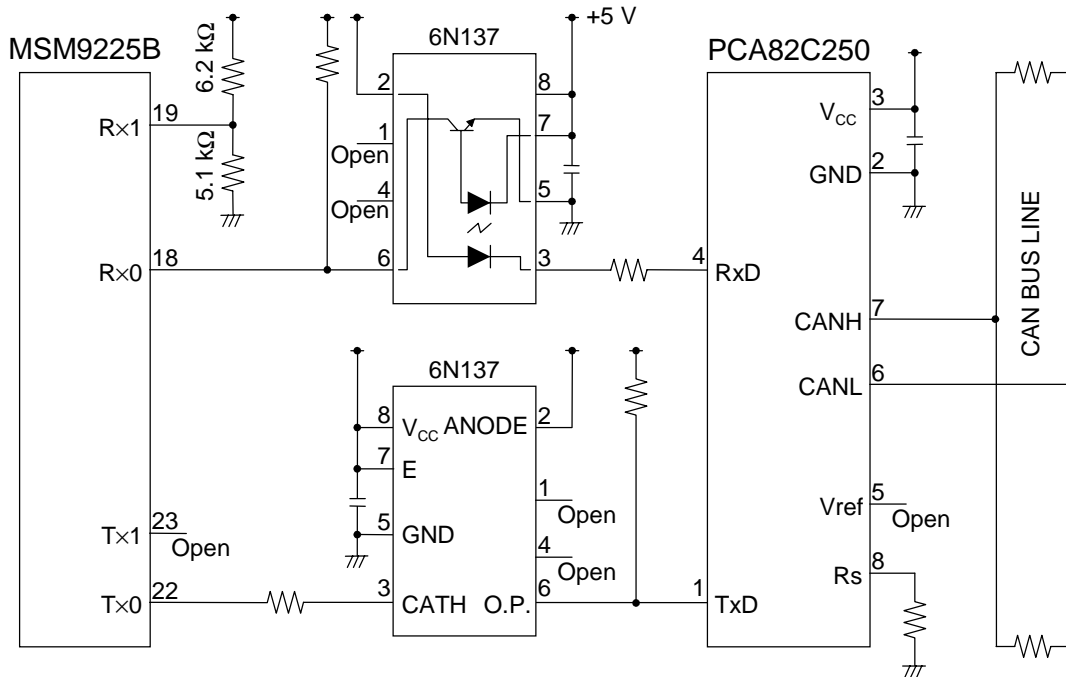 MSM9225B
6.2 kΩ
5.1 kΩ
19
R×1
18
R×0
23
T×1
Open
22
T×0
6N137
+5 V
2
8
1
Open
7
4
Open
5
6
3
6N137
8
V_CC
ANODE
2
7
E
1
Open
5
GND
4
Open
3
CATH
O.P.
6
PCA82C250
V_CC
3
GND
2
4
RxD
CANH
7
CANL
6
Vref
5
Open
Rs
8
1
TxD
CAN BUS LINE